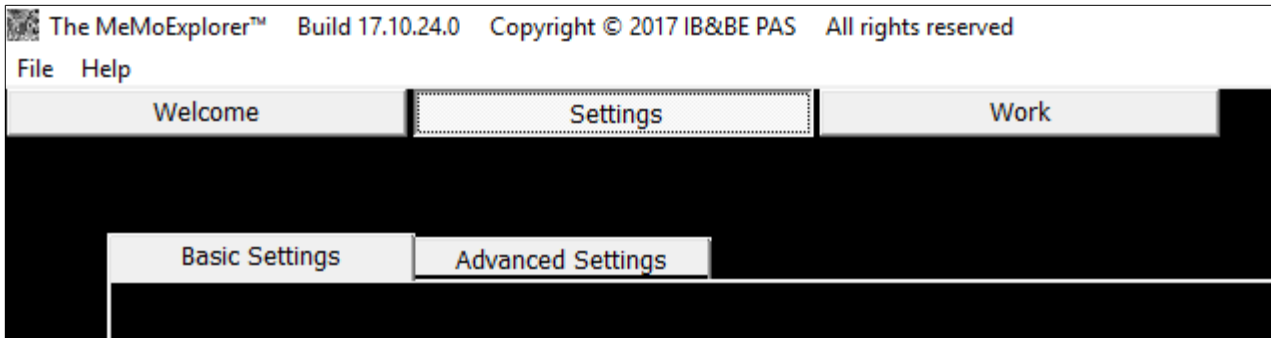 The MeMoExplorer™ Build 17.10.24.0 Copyright © 2017 IB&BE PAS All rights reserved
File Help
Welcome Settings Work
Basic Settings Advanced Settings